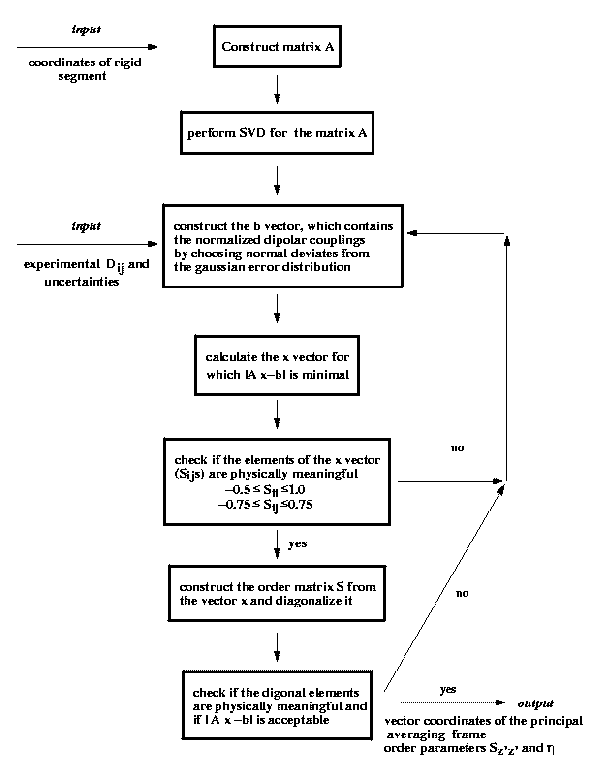 input
coordinates of rigid
segment
Construct matrix A
perform SVD for the matrix A
input
experimental D ij and
uncertainties
construct the b vector, which contains
the normalized dipolar couplings
by choosing normal deviates from
the gaussian error distribution
calculate the x vector for
which |A x−b| is minimal
check if the elements of the x vector
(Sijs) are physically meaningful
−0.5 ≤ Sii ≤1.0
−0.75 ≤ Sij ≤0.75
no
yes
construct the order matrix S from
the vector x and diagonalize it
no
check if the digonal elements
are physically meaningful and
if | A x −b| is acceptable
yes
output
vector coordinates of the principal
averaging frame
order parameters Sz'z' and η